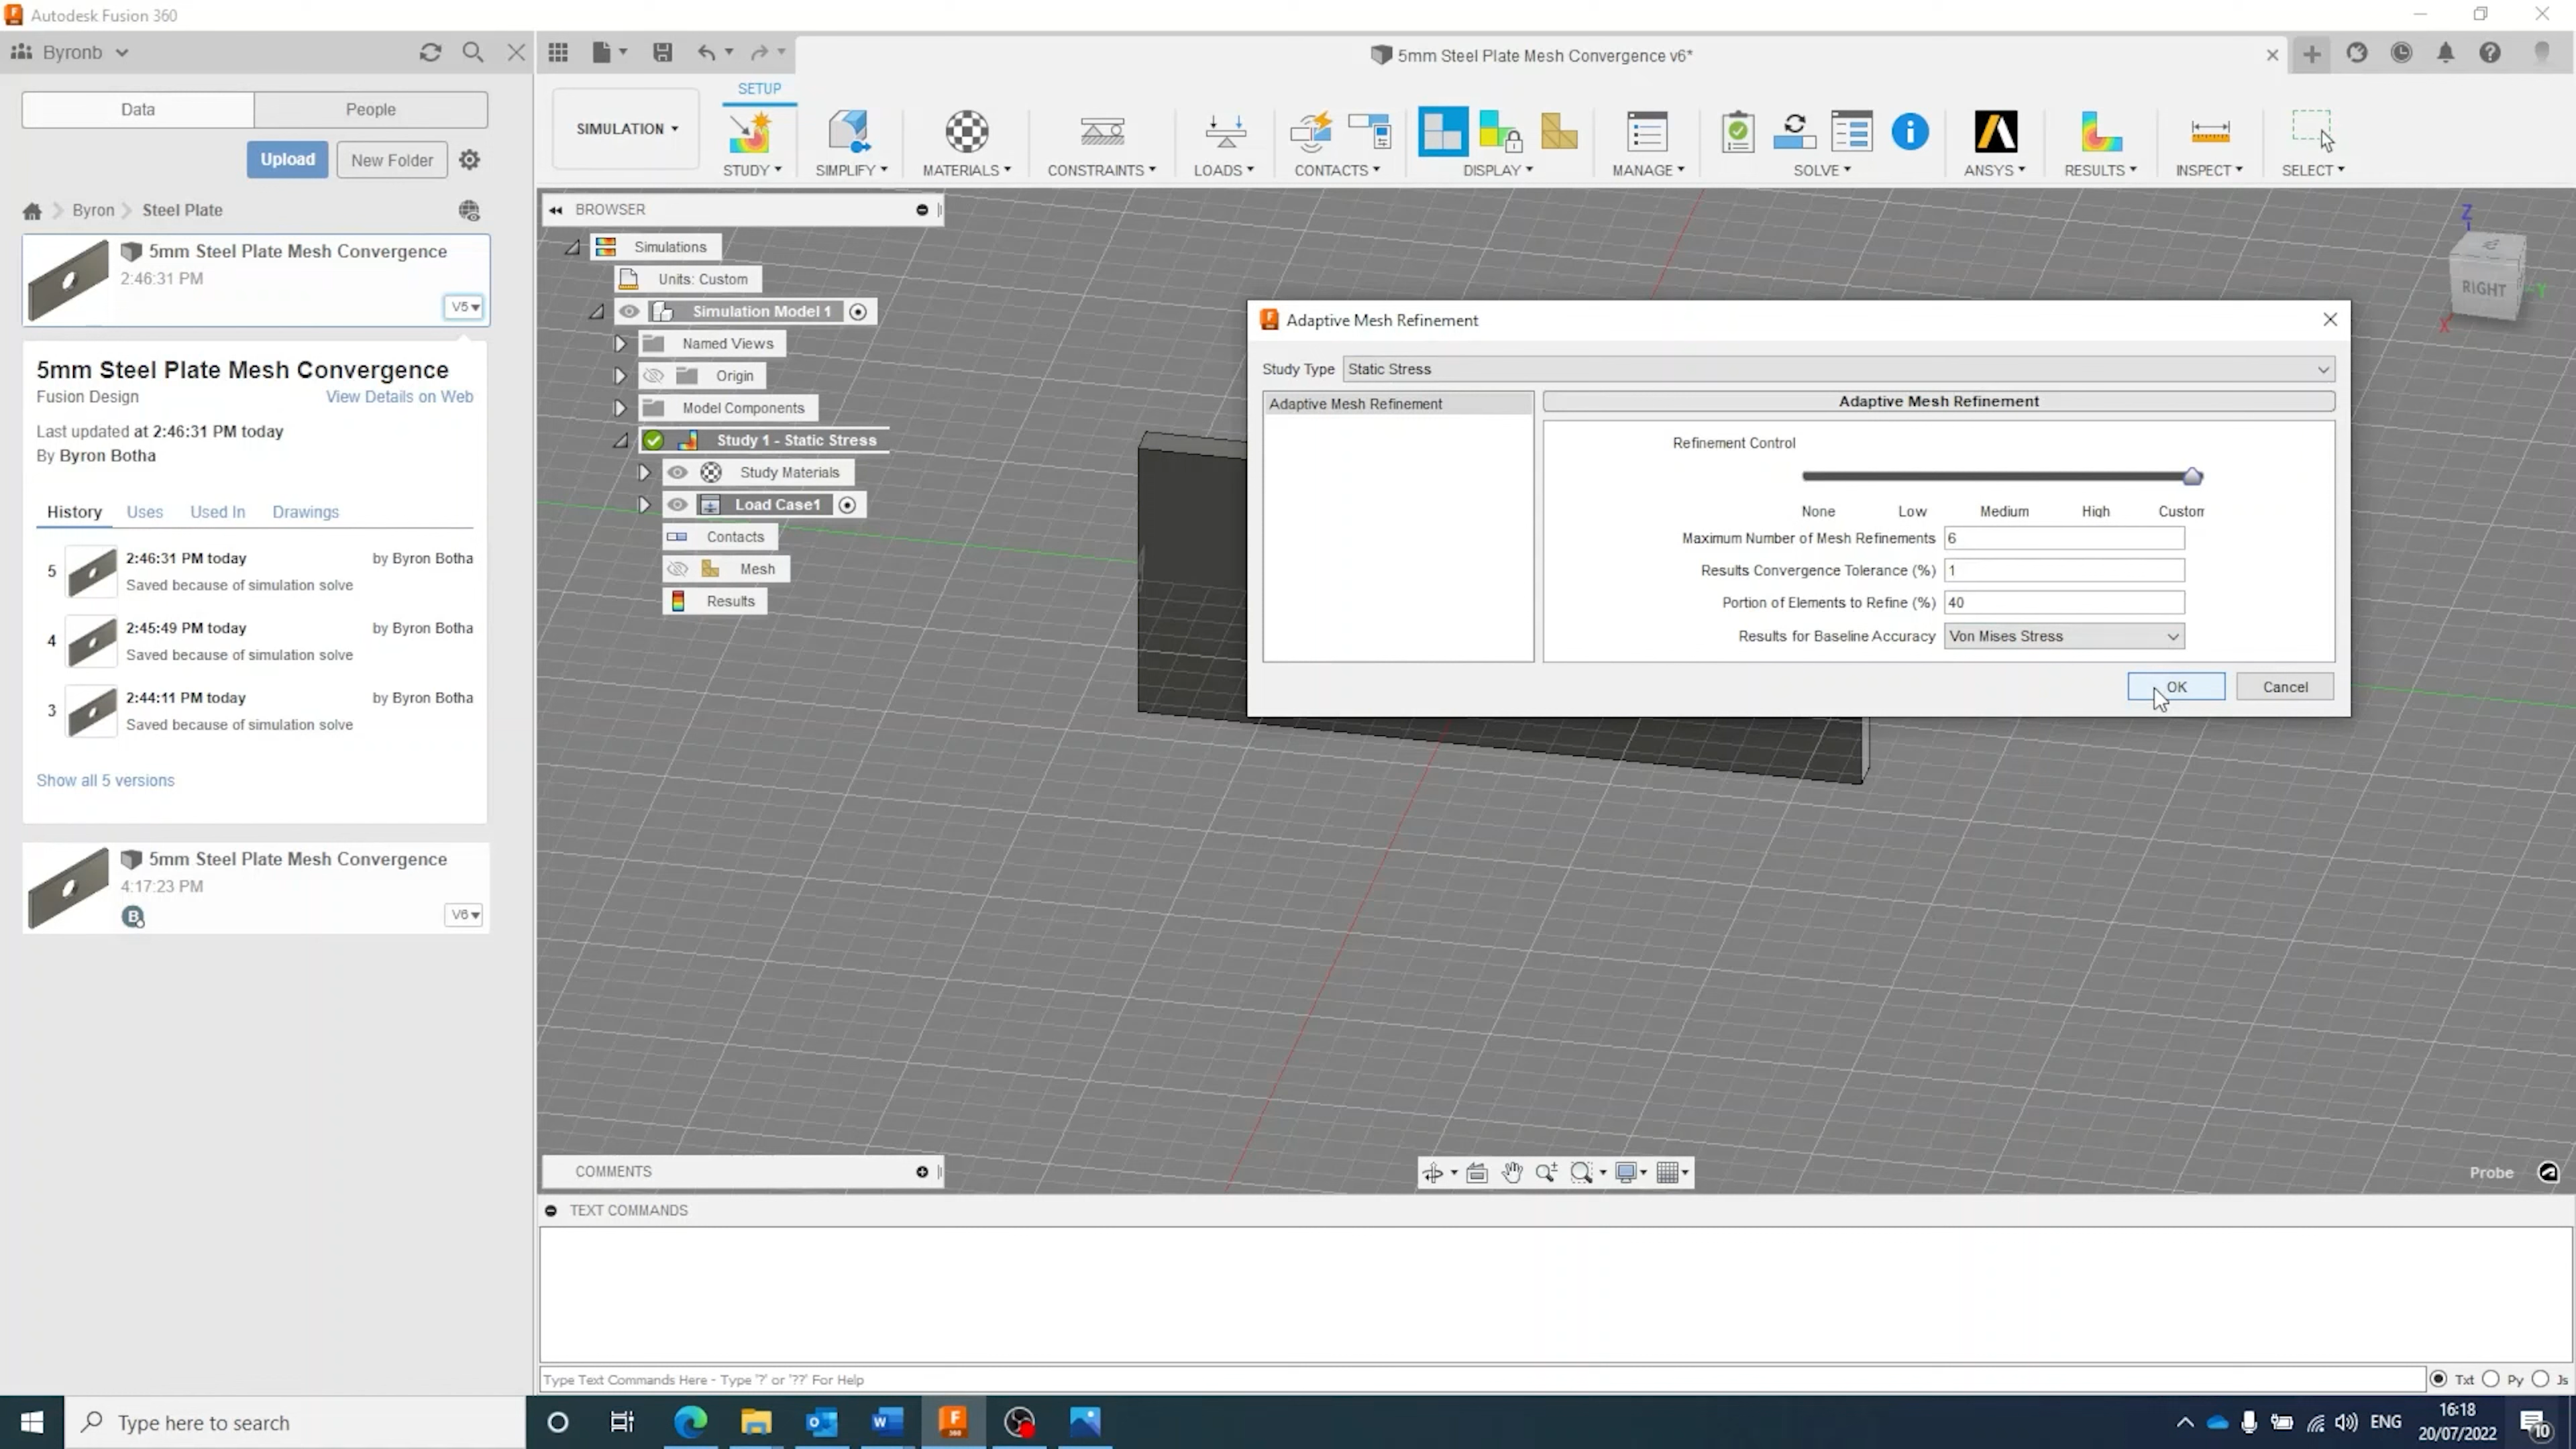 Autodesk Fusion 360
Byronb
5mm Steel Plate Mesh Convergence v6*
Data People
Upload New Folder
Byron Steel Plate
5mm Steel Plate Mesh Convergence
2:46:31 PM
V5
5mm Steel Plate Mesh Convergence
Fusion Design View Details on Web
Last updated at 2:46:31 PM today
By Byron Botha
History Uses Used In Drawings
5 2:46:31 PM today by Byron Botha
Saved because of simulation solve
4 2:45:49 PM today by Byron Botha
Saved because of simulation solve
3 2:44:11 PM today by Byron Botha
Saved because of simulation solve
Show all 5 versions
5mm Steel Plate Mesh Convergence
4:17:23 PM
B V6
SETUP
SIMULATION
STUDY SIMPLIFY MATERIALS CONSTRAINTS LOADS CONTACTS DISPLAY MANAGE SOLVE ANSYS RESULTS INSPECT SELECT
BROWSER
Simulations
Units: Custom
Simulation Model 1
Named Views
Origin
Model Components
Study 1 - Static Stress
Study Materials
Load Case1
Contacts
Mesh
Results
Z
RIGHT
Y
X
Adaptive Mesh Refinement
Study Type Static Stress
Adaptive Mesh Refinement
Adaptive Mesh Refinement
Refinement Control
None Low Medium High Custom
Maximum Number of Mesh Refinements 6
Results Convergence Tolerance (%) 1
Portion of Elements to Refine (%) 40
Results for Baseline Accuracy Von Mises Stress
OK Cancel
COMMENTS
Probe
TEXT COMMANDS
Type Text Commands Here - Type '?' or '??' For Help
Txt Py Js
Type here to search
ENG
16:18
20/07/2022
10